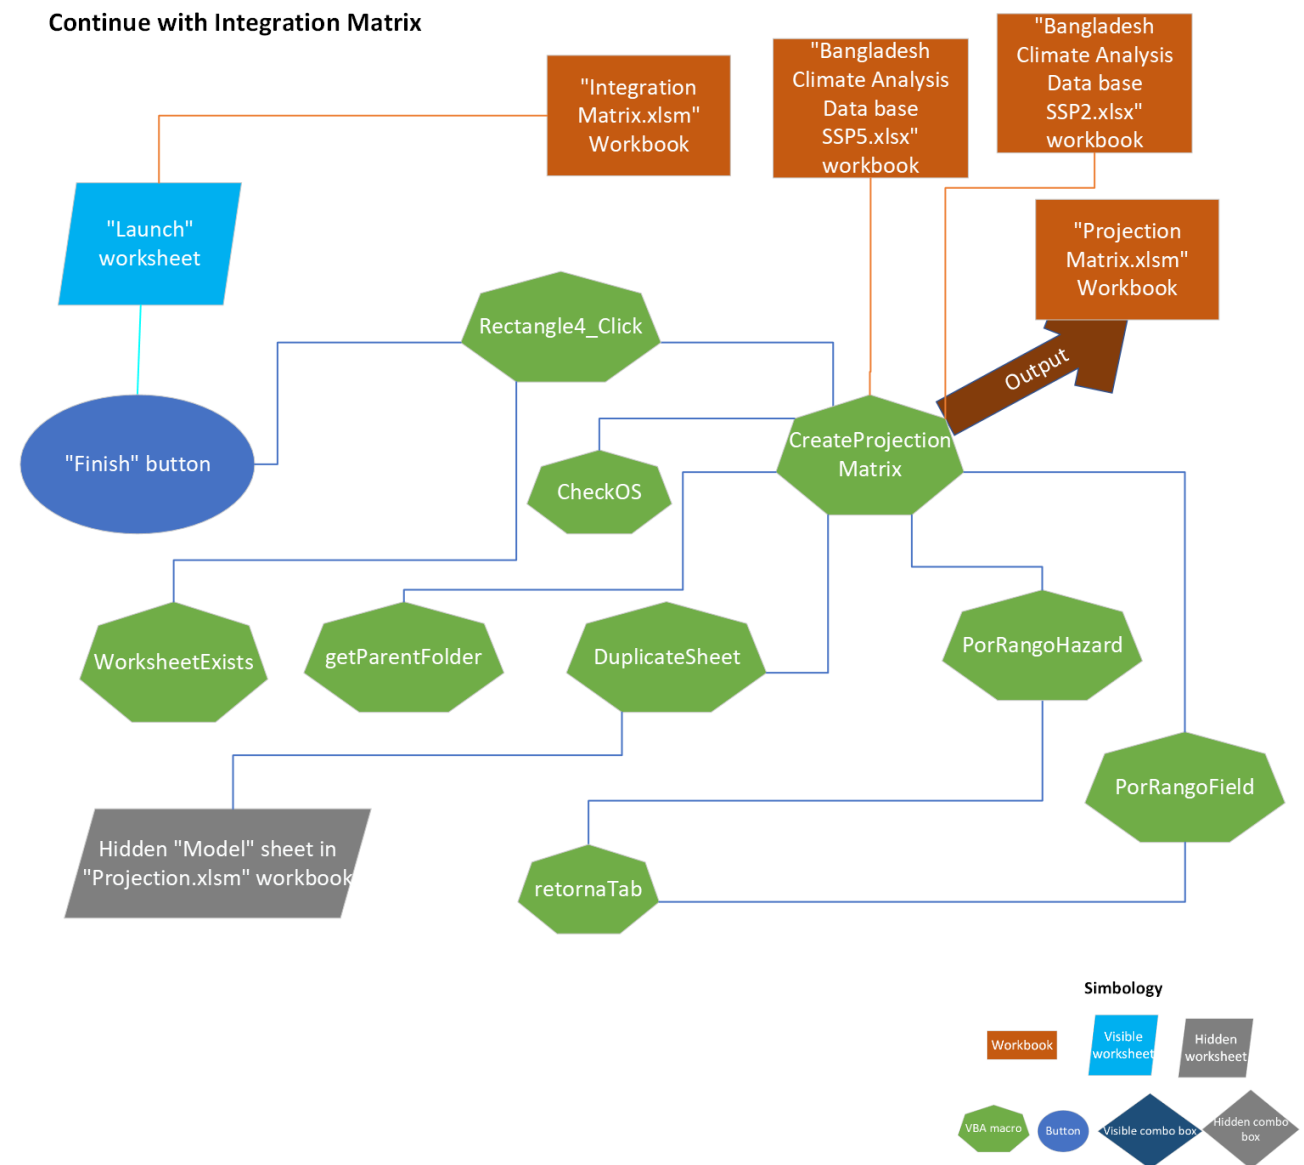 Continue with Integration Matrix
"Integration
Matrix.xlsm"
Workbook
"Bangladesh
Climate Analysis
Data base
SSP5.xlsx"
workbook
"Bangladesh
Climate Analysis
Data base
SSP2.xlsx"
workbook
"Launch"
worksheet
"Projection
Matrix.xlsm"
Workbook
Rectangle4_Click
Output
"Finish" button
CheckOS
CreateProjection
Matrix
WorksheetExists
getParentFolder
DuplicateSheet
PorRangoHazard
PorRangoField
Hidden "Model" sheet in
"Projection.xlsm" workbook
retornaTab
Simbology
Workbook
Visible
worksheet
Hidden
worksheet
VBA macro
Button
Visible combo box
Hidden combo
box